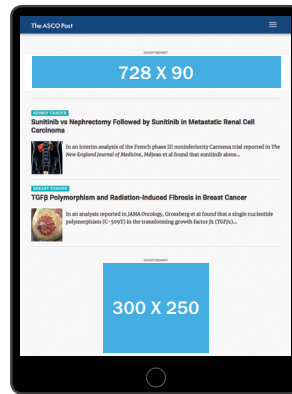 The ASCO Post
ADVERTISEMENT
728 X 90
KIDNEY CANCER
Sunitinib vs Nephrectomy Followed by Sunitinib in Metastatic Renal Cell
Carcinoma
In an interim analysis of the French phase III noninferiority Carmena trial reported in The
New England Journal of Medicine, Méjean et al found that sunitinib alone...
BREAST CANCER
TGFβ Polymorphism and Radiation-Induced Fibrosis in Breast Cancer
In an analysis reported in JAMA Oncology, Grossberg et al found that a single nucleotide
polymorphism (C-509T) in the transforming growth factor β1 (TGFβ1)...
ADVERTISEMENT
300 X 250